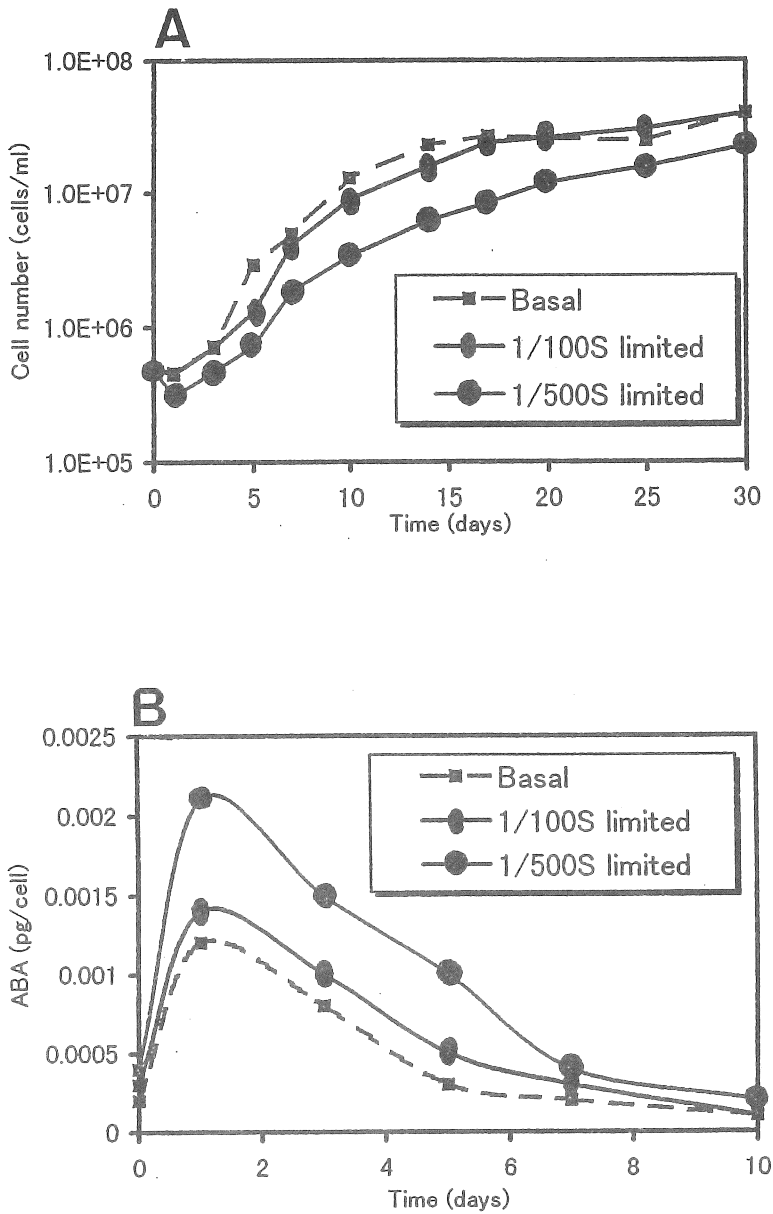 A
1.0E+08
1.0E+07
1.0E+06
1.0E+05
Cell number (cells/ml)
Basal
1/100S limited
1/500S limited
0 5 10 15 20 25 30
Time (days)
B
0.0025
0.002
0.0015
0.001
0.0005
0
ABA (pg/cell)
Basal
1/100S limited
1/500S limited
0 2 4 6 8 10
Time (days)